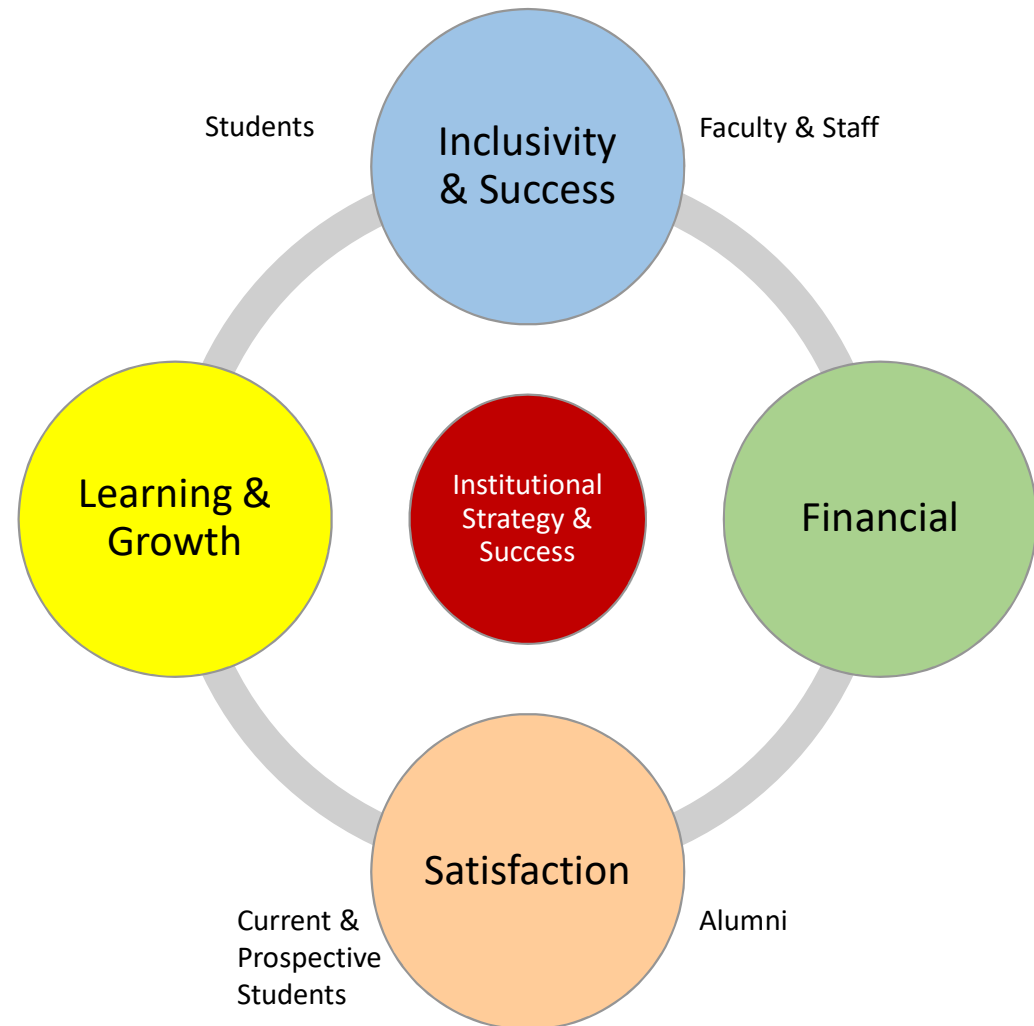 Students
Inclusivity
& Success
Faculty & Staff
Learning &
Growth
Institutional
Strategy &
Success
Financial
Satisfaction
Current &
Prospective
Students
Alumni